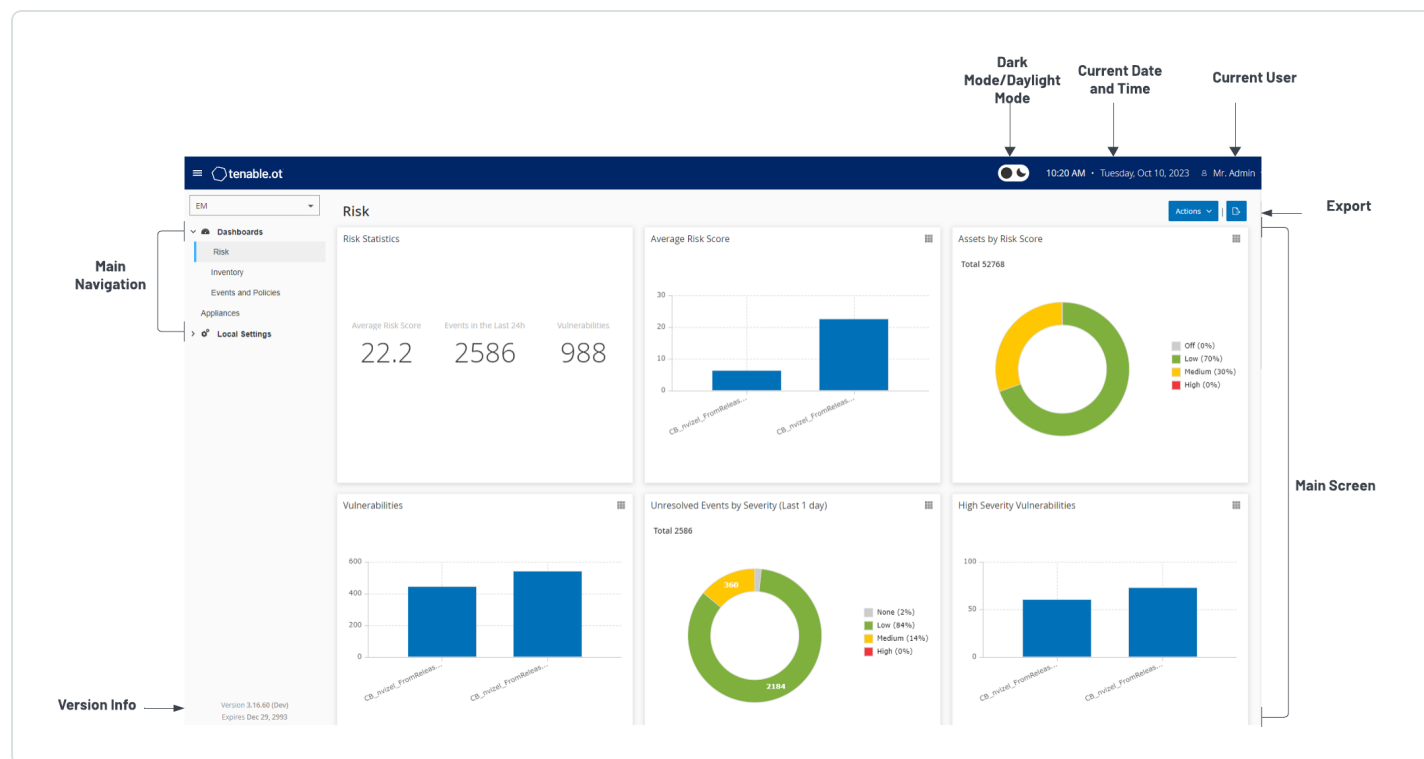 Dark
Mode/Daylight
Mode
Current Date
and Time
Current User
tenable.ot
10:20 AM • Tuesday, Oct 10, 2023 Mr. Admin
EM
Risk
Actions
Export
Main
Navigation
Dashboards
Risk
Inventory
Events and Policies
Appliances
Local Settings
Risk Statistics
Average Risk Score Events in the Last 24h Vulnerabilities
22.2 2586 988
Average Risk Score
30
20
10
0
CB_nvizel_FromReleas...
CB_nvizel_FromReleas...
Assets by Risk Score
Total 52768
Off (0%)
Low (70%)
Medium (30%)
High (0%)
Main Screen
Vulnerabilities
600
400
200
0
CB_nvizel_FromReleas...
CB_nvizel_FromReleas...
Unresolved Events by Severity (Last 1 day)
Total 2586
360
2184
None (2%)
Low (84%)
Medium (14%)
High (0%)
High Severity Vulnerabilities
100
50
0
CB_nvizel_FromReleas...
CB_nvizel_FromReleas...
Version Info
Version 3.16.60 (Dev)
Expires Dec 29, 2993